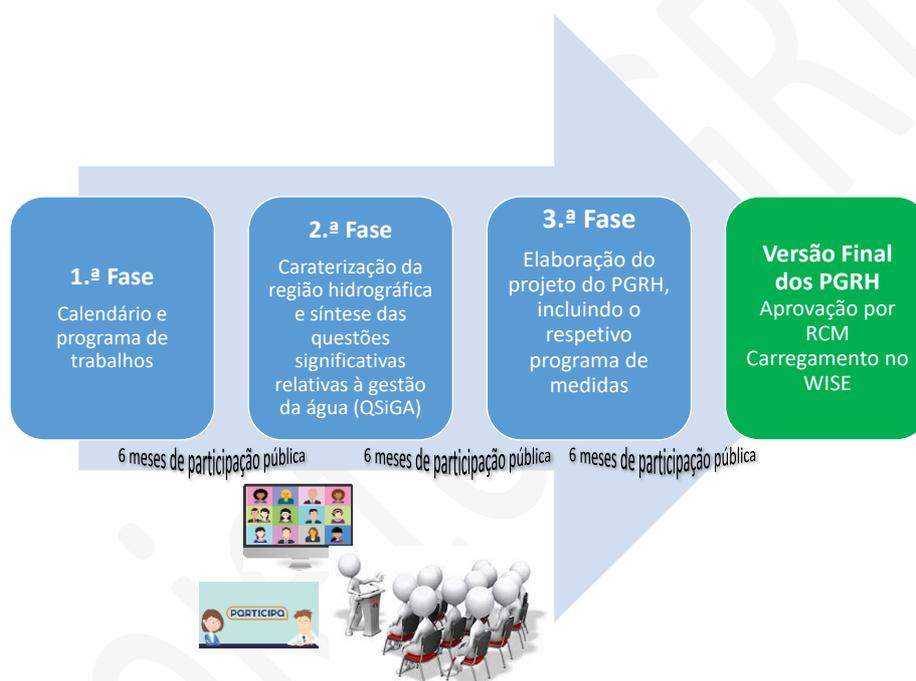 1.ª Fase
Calendário e
programa de
trabalhos
2.ª Fase
Caraterização da
região hidrográfica
e síntese das
questões
significativas
relativas à gestão
da água (QSiGA)
3.ª Fase
Elaboração do
projeto do PGRH,
incluindo o
respetivo
programa de
medidas
Versão Final
dos PGRH
Aprovação por
RCM
Carregamento no
WISE
6 meses de participação pública
6 meses de participação pública
6 meses de participação pública
PARTICIPA